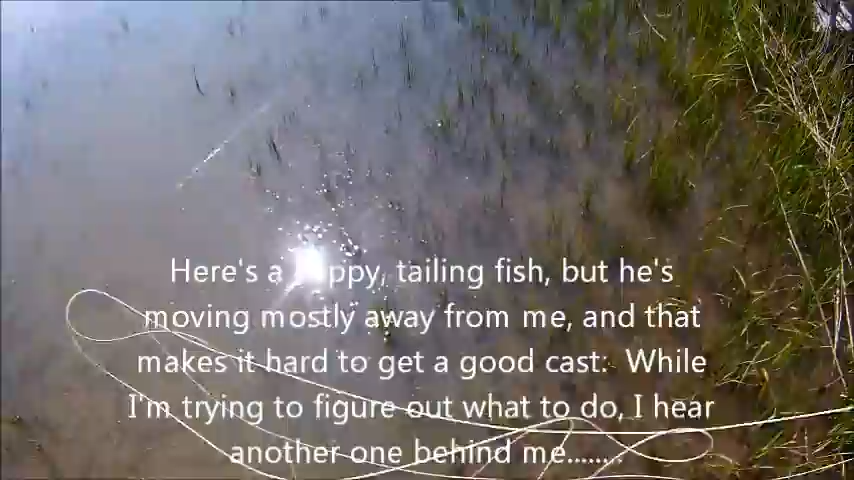 Here's a happy, tailing fish, but he's
moving mostly away from me, and that
makes it hard to get a good cast:  While
I'm trying to figure out what to do, I hear
another one behind me........